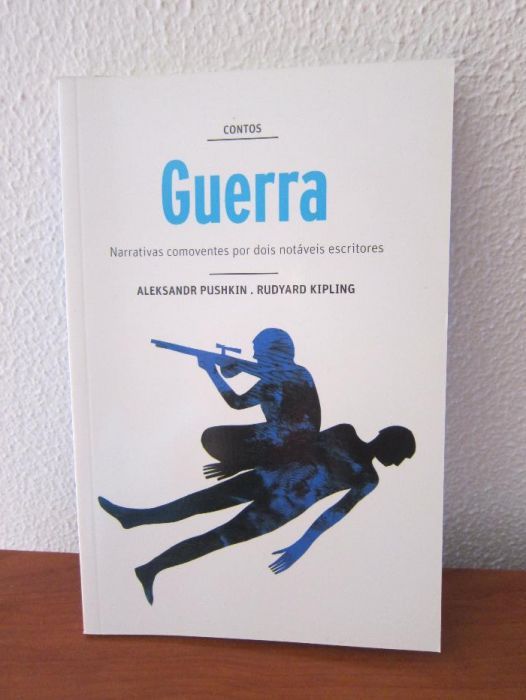 CONTOS
Guerra
Narrativas comoventes por dois notáveis escritores
ALEKSANDR PUSHKIN . RUDYARD KIPLING